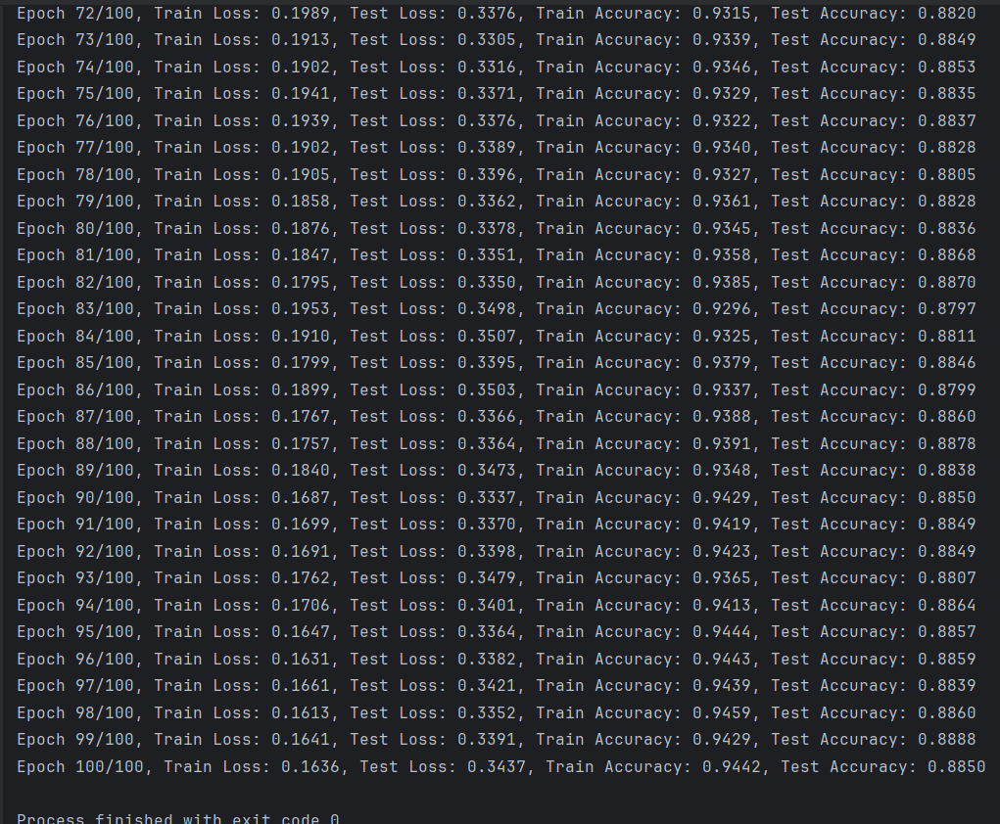 Epoch 72/100, Train Loss: 0.1989, Test Loss: 0.3376, Train Accuracy: 0.9315, Test Accuracy: 0.8820
Epoch 73/100, Train Loss: 0.1913, Test Loss: 0.3305, Train Accuracy: 0.9339, Test Accuracy: 0.8849
Epoch 74/100, Train Loss: 0.1902, Test Loss: 0.3316, Train Accuracy: 0.9346, Test Accuracy: 0.8853
Epoch 75/100, Train Loss: 0.1941, Test Loss: 0.3371, Train Accuracy: 0.9329, Test Accuracy: 0.8835
Epoch 76/100, Train Loss: 0.1939, Test Loss: 0.3376, Train Accuracy: 0.9322, Test Accuracy: 0.8837
Epoch 77/100, Train Loss: 0.1902, Test Loss: 0.3389, Train Accuracy: 0.9340, Test Accuracy: 0.8828
Epoch 78/100, Train Loss: 0.1905, Test Loss: 0.3396, Train Accuracy: 0.9327, Test Accuracy: 0.8805
Epoch 79/100, Train Loss: 0.1858, Test Loss: 0.3362, Train Accuracy: 0.9361, Test Accuracy: 0.8828
Epoch 80/100, Train Loss: 0.1876, Test Loss: 0.3378, Train Accuracy: 0.9345, Test Accuracy: 0.8836
Epoch 81/100, Train Loss: 0.1847, Test Loss: 0.3351, Train Accuracy: 0.9358, Test Accuracy: 0.8868
Epoch 82/100, Train Loss: 0.1795, Test Loss: 0.3350, Train Accuracy: 0.9385, Test Accuracy: 0.8870
Epoch 83/100, Train Loss: 0.1953, Test Loss: 0.3498, Train Accuracy: 0.9296, Test Accuracy: 0.8797
Epoch 84/100, Train Loss: 0.1910, Test Loss: 0.3507, Train Accuracy: 0.9325, Test Accuracy: 0.8811
Epoch 85/100, Train Loss: 0.1799, Test Loss: 0.3395, Train Accuracy: 0.9379, Test Accuracy: 0.8846
Epoch 86/100, Train Loss: 0.1899, Test Loss: 0.3503, Train Accuracy: 0.9337, Test Accuracy: 0.8799
Epoch 87/100, Train Loss: 0.1767, Test Loss: 0.3366, Train Accuracy: 0.9388, Test Accuracy: 0.8860
Epoch 88/100, Train Loss: 0.1757, Test Loss: 0.3364, Train Accuracy: 0.9391, Test Accuracy: 0.8878
Epoch 89/100, Train Loss: 0.1840, Test Loss: 0.3473, Train Accuracy: 0.9348, Test Accuracy: 0.8838
Epoch 90/100, Train Loss: 0.1687, Test Loss: 0.3337, Train Accuracy: 0.9429, Test Accuracy: 0.8850
Epoch 91/100, Train Loss: 0.1699, Test Loss: 0.3370, Train Accuracy: 0.9419, Test Accuracy: 0.8849
Epoch 92/100, Train Loss: 0.1691, Test Loss: 0.3398, Train Accuracy: 0.9423, Test Accuracy: 0.8849
Epoch 93/100, Train Loss: 0.1762, Test Loss: 0.3479, Train Accuracy: 0.9365, Test Accuracy: 0.8807
Epoch 94/100, Train Loss: 0.1706, Test Loss: 0.3401, Train Accuracy: 0.9413, Test Accuracy: 0.8864
Epoch 95/100, Train Loss: 0.1647, Test Loss: 0.3364, Train Accuracy: 0.9444, Test Accuracy: 0.8857
Epoch 96/100, Train Loss: 0.1631, Test Loss: 0.3382, Train Accuracy: 0.9443, Test Accuracy: 0.8859
Epoch 97/100, Train Loss: 0.1661, Test Loss: 0.3421, Train Accuracy: 0.9439, Test Accuracy: 0.8839
Epoch 98/100, Train Loss: 0.1613, Test Loss: 0.3352, Train Accuracy: 0.9459, Test Accuracy: 0.8860
Epoch 99/100, Train Loss: 0.1641, Test Loss: 0.3391, Train Accuracy: 0.9429, Test Accuracy: 0.8888
Epoch 100/100, Train Loss: 0.1636, Test Loss: 0.3437, Train Accuracy: 0.9442, Test Accuracy: 0.8850
Process finished with exit code 0